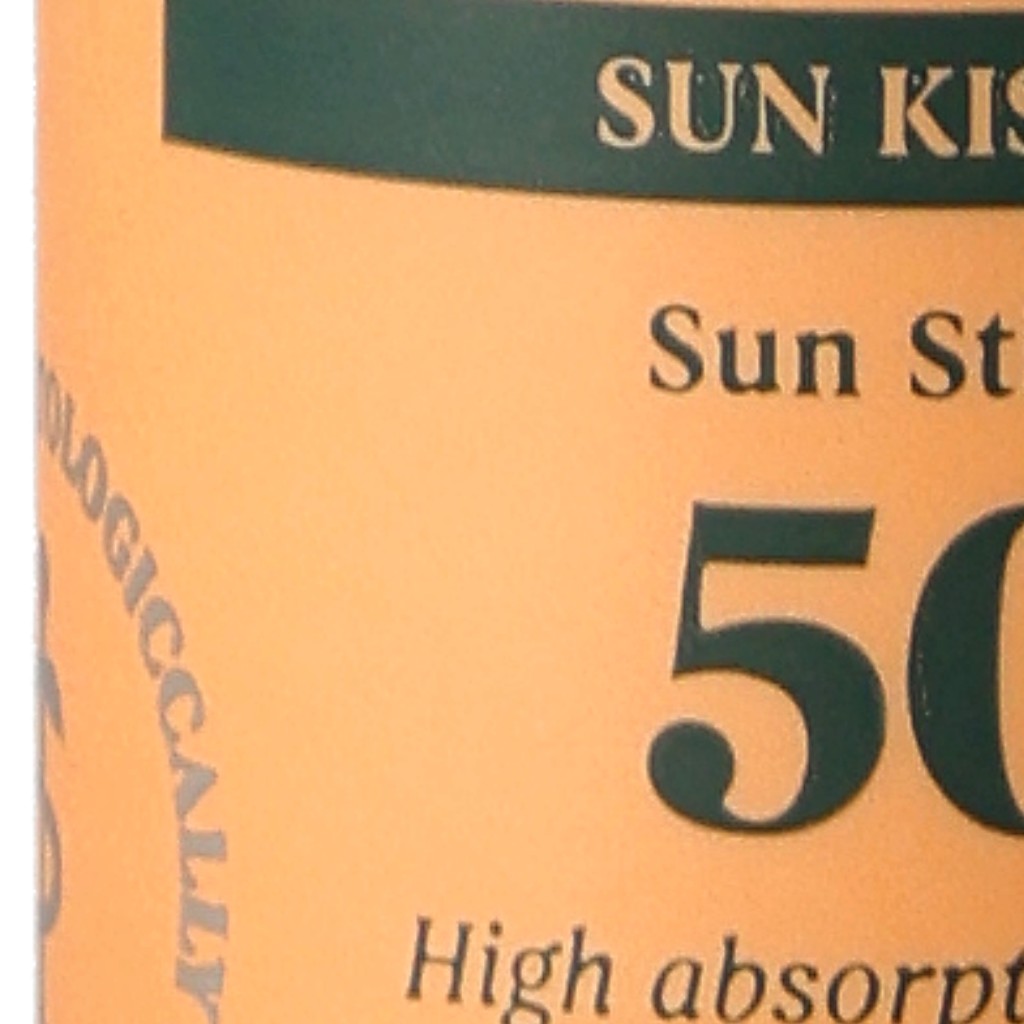 SUN KIS
Sun St
OLOGICCALLY
50
High absorpt